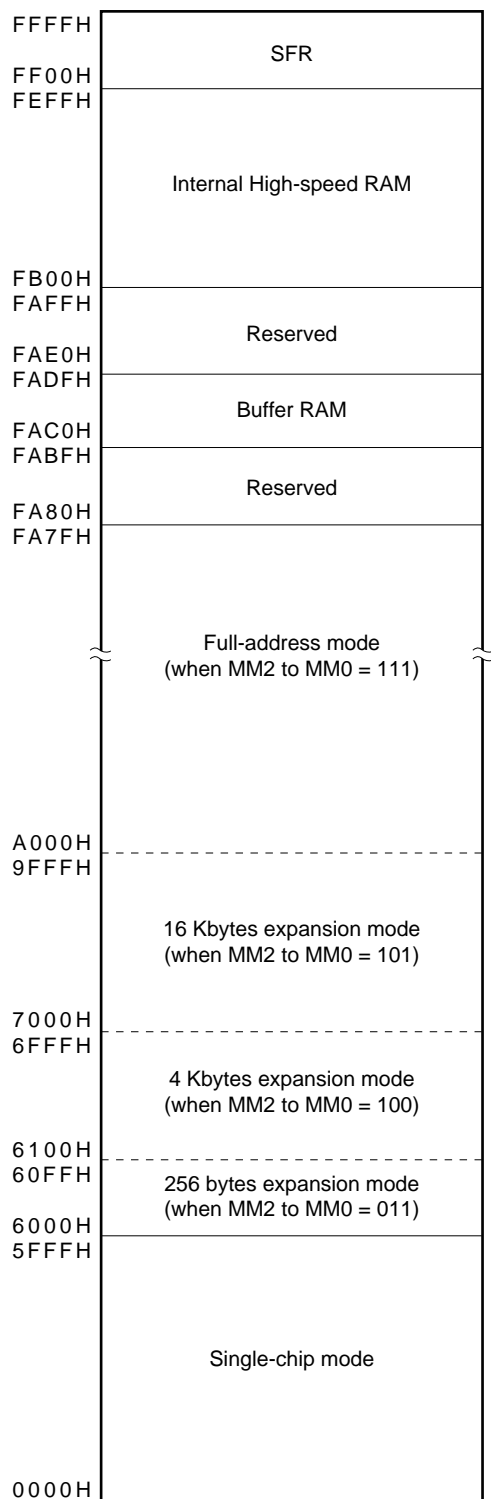 FFFFH
SFR
FF00H
FEFFH
Internal High-speed RAM
FB00H
FAFFH
Reserved
FAE0H
FADFH
Buffer RAM
FAC0H
FABFH
Reserved
FA80H
FA7FH
Full-address mode
(when MM2 to MM0 = 111)
A000H
9FFFH
16 Kbytes expansion mode
(when MM2 to MM0 = 101)
7000H
6FFFH
4 Kbytes expansion mode
(when MM2 to MM0 = 100)
6100H
60FFH
256 bytes expansion mode
(when MM2 to MM0 = 011)
6000H
5FFFH
Single-chip mode
0000H